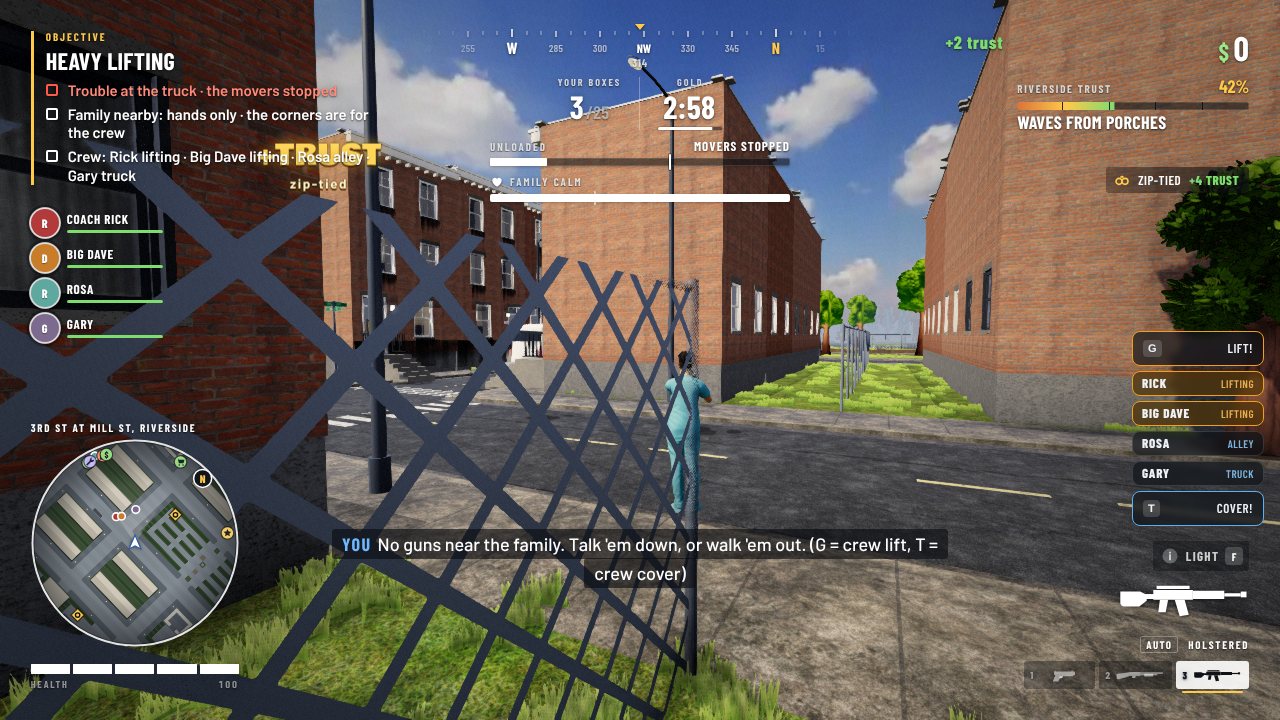 OBJECTIVE
HEAVY LIFTING
Trouble at the truck · the movers stopped
Family nearby: hands only · the corners are for
the crew
Crew: Rick lifting · Big Dave lifting · Rosa alley ·
Gary truck
TRUST
zip-tied
R COACH RICK
D BIG DAVE
R ROSA
G GARY
255 W 285 300 NW 330 345 N 15
314
YOUR BOXES GOLD
3/25 2:58
UNLOADED MOVERS STOPPED
FAMILY CALM
+2 trust
$0
RIVERSIDE TRUST 42%
WAVES FROM PORCHES
ZIP-TIED +4 TRUST
G LIFT!
RICK LIFTING
BIG DAVE LIFTING
ROSA ALLEY
GARY TRUCK
T COVER!
i LIGHT F
AUTO HOLSTERED
1 2 3
3RD ST AT MILL ST, RIVERSIDE
N
$
YOU No guns near the family. Talk 'em down, or walk 'em out. (G = crew lift, T =
crew cover)
HEALTH 100